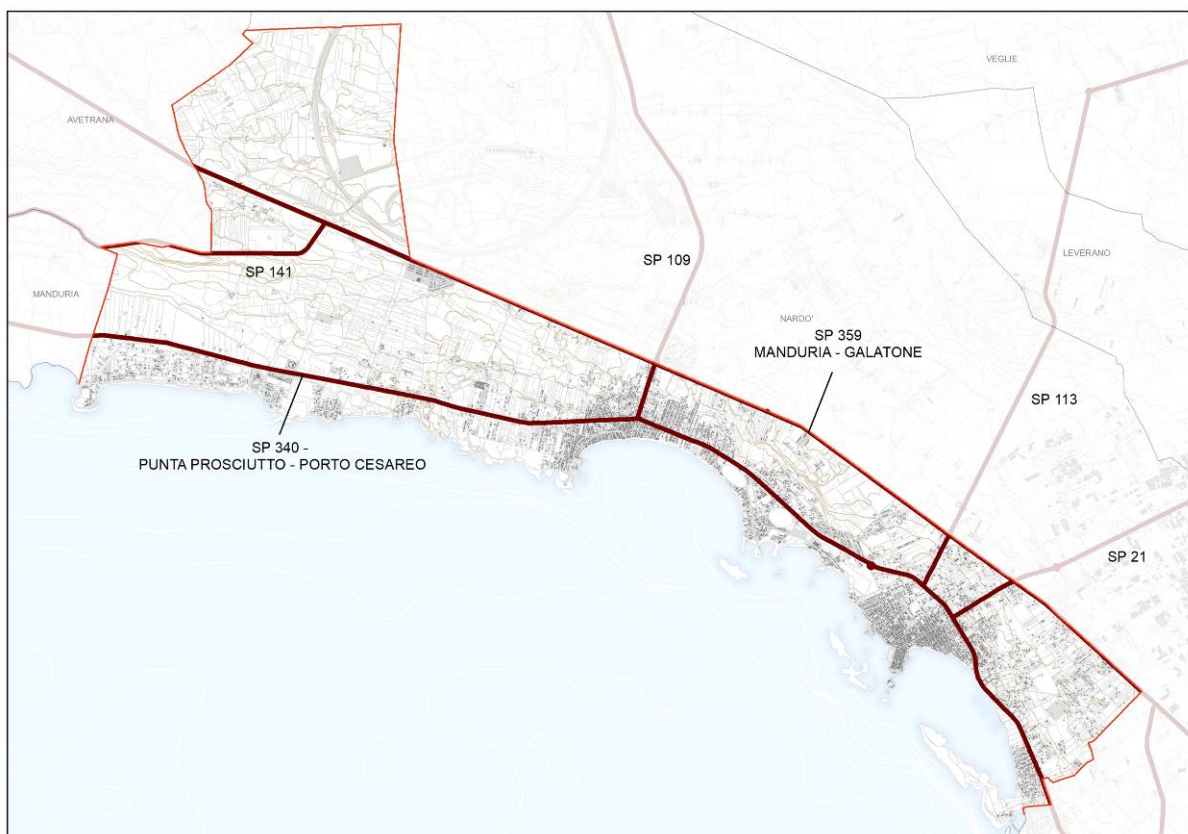 VEGLIE
AVETRANA
SP 109
LEVERANO
SP 141
MANDURIA
NARDO'
SP 359
MANDURIA - GALATONE
SP 113
SP 340 -
PUNTA PROSCIUTTO - PORTO CESAREO
SP 21